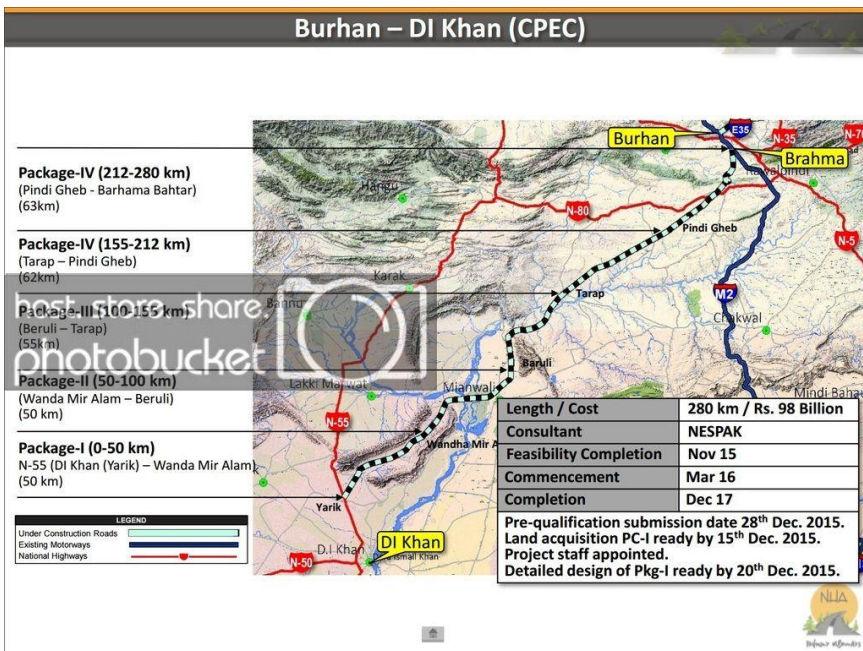 Burhan – DI Khan (CPEC)
Package-IV (212-280 km)
(Pindi Gheb - Barhama Bahtar)
(63km)
Package-IV (155-212 km)
(Tarap – Pindi Gheb)
(62km)
Package-III (100-155 km)
(Beruli – Tarap)
(55km)
Package-II (50-100 km)
(Wanda Mir Alam – Beruli)
(50 km)
Package-I (0-50 km)
N-55 (DI Khan (Yarik) – Wanda Mir Alam)
(50 km)
host. store. share.
photobucket
LEGEND
Under Construction Roads
Existing Motorways
National Highways
Burhan
E35
N-35
Brahma
Rawalpindi
Hangu
N-80
Pindi Gheb
N-5
Karak
Tarap
M2
Chakwal
Baruli
Lakki Marwat
Mianwali
Mindi Bahau
N-55
Wandha Mir A
Yarik
D.I Khan
DI Khan
Ismail Khan
N-50
Length / Cost 280 km / Rs. 98 Billion
Consultant NESPAK
Feasibility Completion Nov 15
Commencement Mar 16
Completion Dec 17
Pre-qualification submission date 28th Dec. 2015.
Land acquisition PC-I ready by 15th Dec. 2015.
Project staff appointed.
Detailed design of Pkg-I ready by 20th Dec. 2015.
NHA